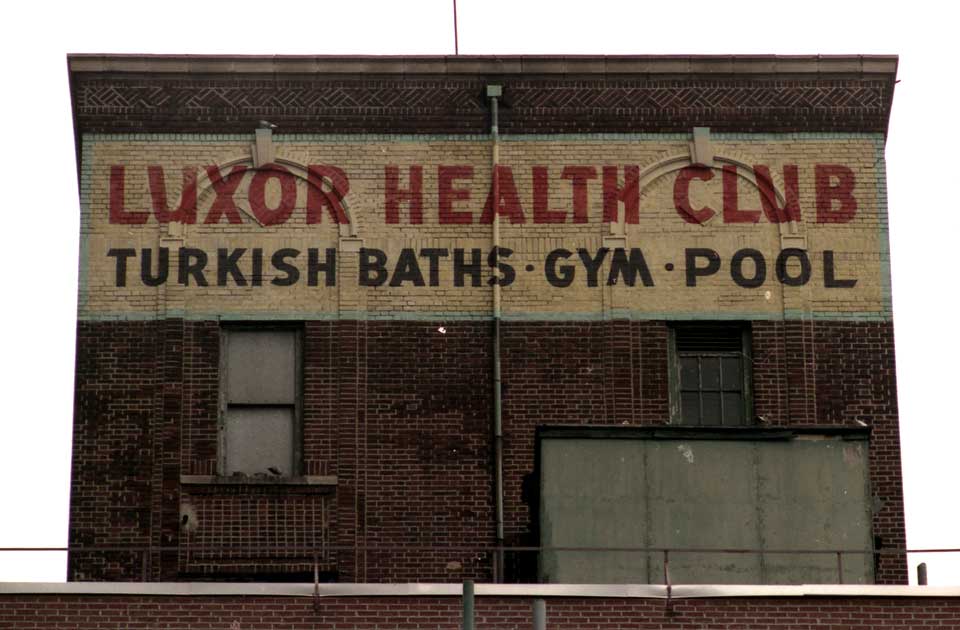 LUXOR HEALTH CLUB
TURKISH BATHS · GYM · POOL